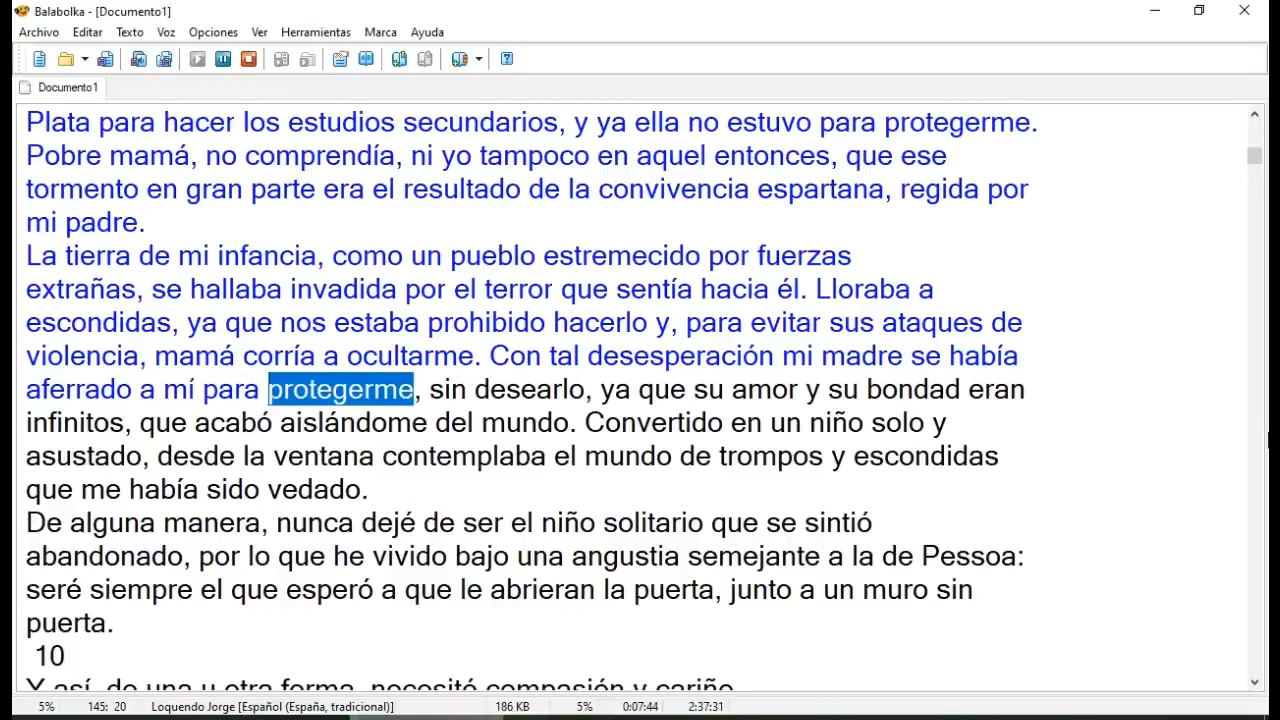 Balabolka - [Documento1]
Archivo Editar Texto Voz Opciones Ver Herramientas Marca Ayuda
Documento1
Plata para hacer los estudios secundarios, y ya ella no estuvo para protegerme.
Pobre mamá, no comprendía, ni yo tampoco en aquel entonces, que ese
tormento en gran parte era el resultado de la convivencia espartana, regida por
mi padre.
La tierra de mi infancia, como un pueblo estremecido por fuerzas
extrañas, se hallaba invadida por el terror que sentía hacia él. Lloraba a
escondidas, ya que nos estaba prohibido hacerlo y, para evitar sus ataques de
violencia, mamá corría a ocultarme. Con tal desesperación mi madre se había
aferrado a mí para protegerme, sin desearlo, ya que su amor y su bondad eran
infinitos, que acabó aislándome del mundo. Convertido en un niño solo y
asustado, desde la ventana contemplaba el mundo de trompos y escondidas
que me había sido vedado.
De alguna manera, nunca dejé de ser el niño solitario que se sintió
abandonado, por lo que he vivido bajo una angustia semejante a la de Pessoa:
seré siempre el que esperó a que le abrieran la puerta, junto a un muro sin
puerta.
10
Y así, de una u otra forma, necesitó compasión y cariño
5% 145: 20 Loquendo Jorge [Español (España, tradicional)] 186 KB 5% 0:07:44 2:37:31